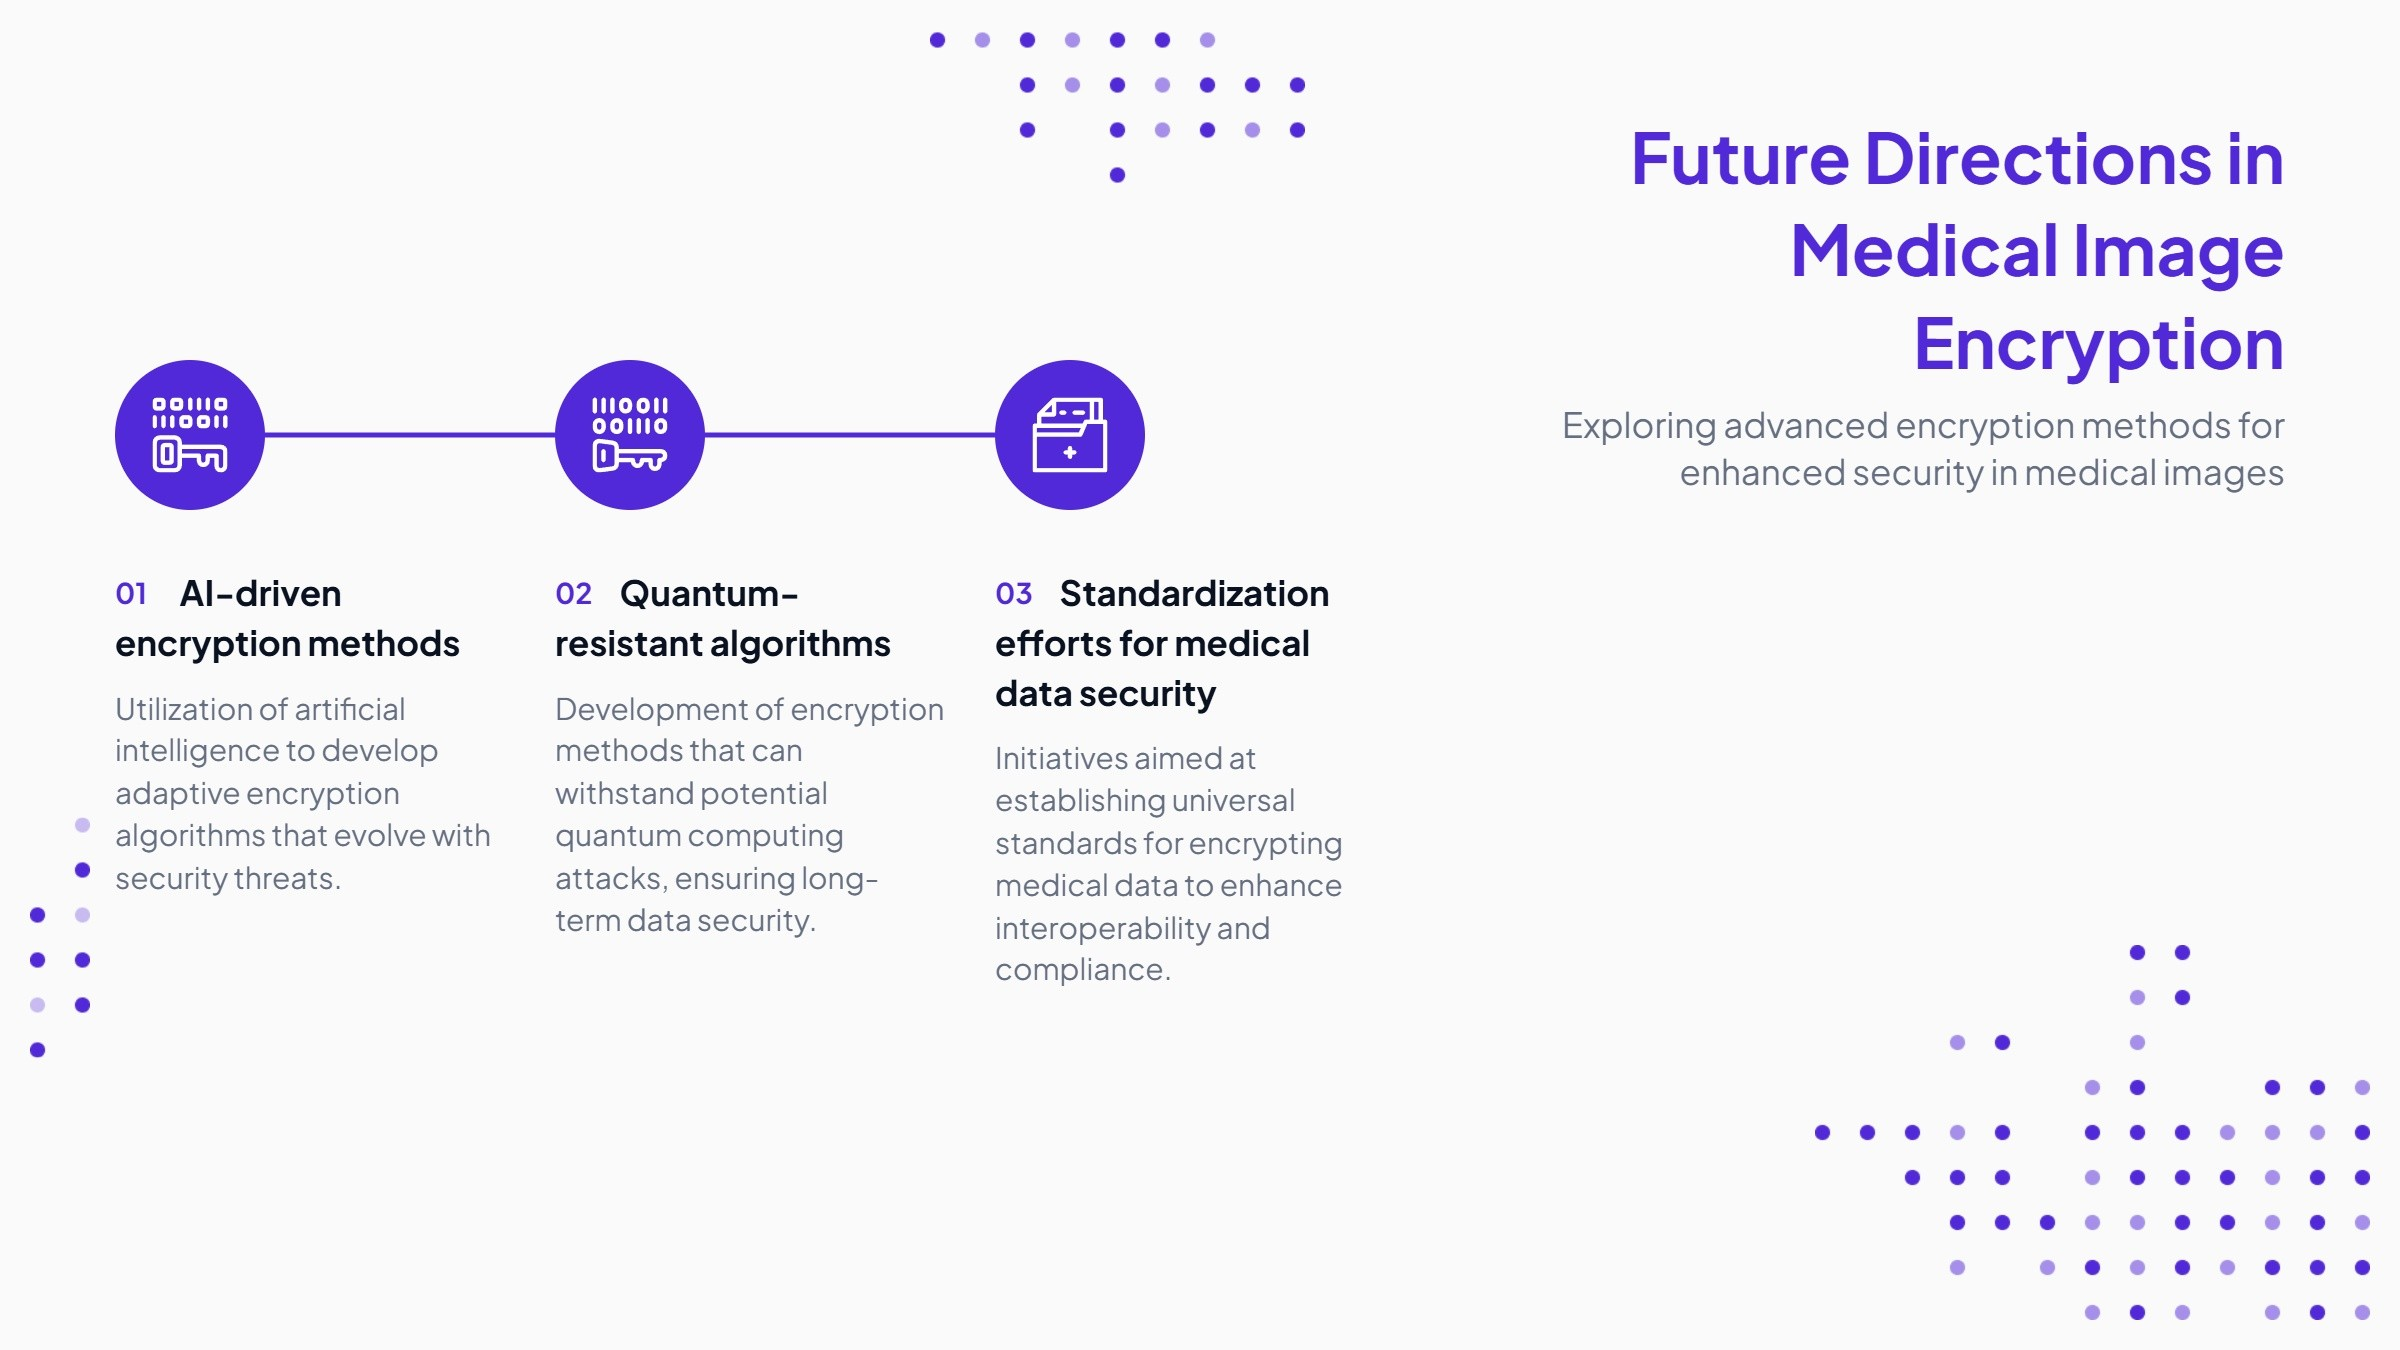 Future Directions in
Medical Image
Encryption
Exploring advanced encryption methods for
enhanced security in medical images
01 AI-driven
encryption methods
Utilization of artificial
intelligence to develop
adaptive encryption
algorithms that evolve with
security threats.
02 Quantum-
resistant algorithms
Development of encryption
methods that can
withstand potential
quantum computing
attacks, ensuring long-
term data security.
03 Standardization
efforts for medical
data security
Initiatives aimed at
establishing universal
standards for encrypting
medical data to enhance
interoperability and
compliance.